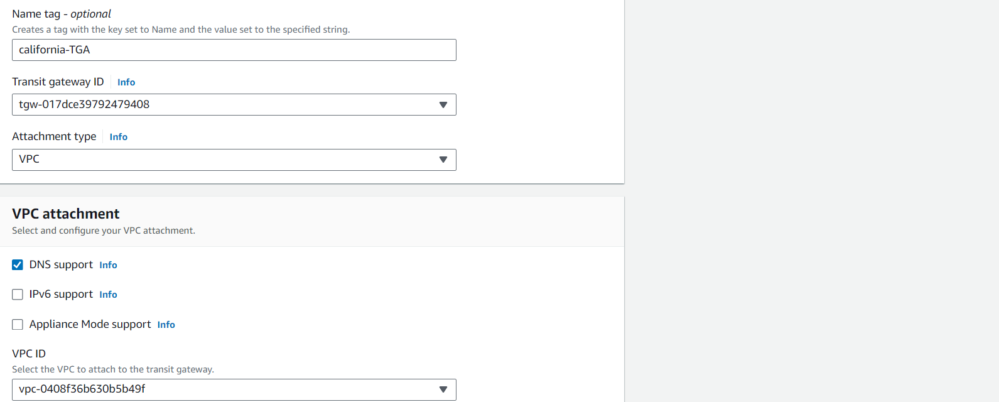 Name tag - optional
Creates a tag with the key set to Name and the value set to the specified string.
california-TGA
Transit gateway ID Info
tgw-017dce39792479408
Attachment type Info
VPC
VPC attachment
Select and configure your VPC attachment.
DNS support Info
IPv6 support Info
Appliance Mode support Info
VPC ID
Select the VPC to attach to the transit gateway.
vpc-0408f36b630b5b49f